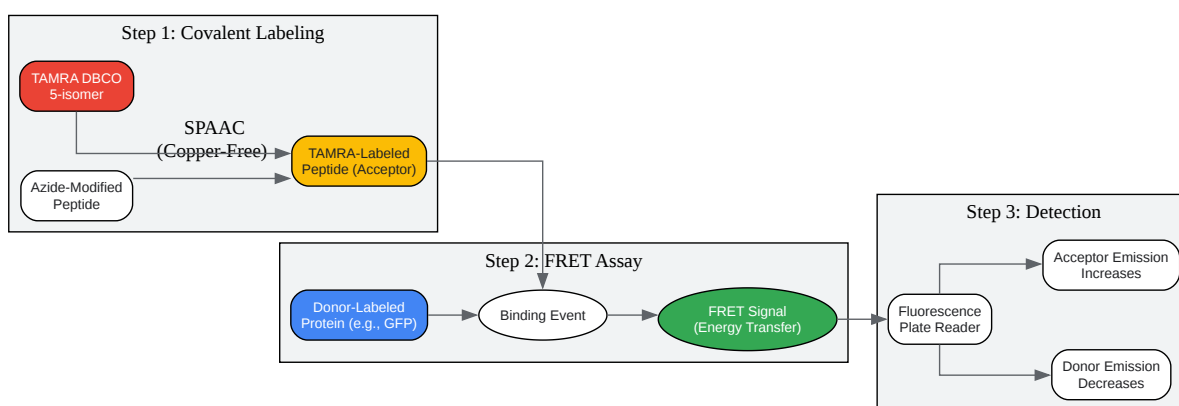 Step 1: Covalent Labeling
TAMRA DBCO
5-isomer
SPAAC
(Copper-Free)
TAMRA-Labeled
Peptide (Acceptor)
Azide-Modified
Peptide
Step 2: FRET Assay
Donor-Labeled
Protein (e.g., GFP)
Binding Event
FRET Signal
(Energy Transfer)
Step 3: Detection
Acceptor Emission
Increases
Fluorescence
Plate Reader
Donor Emission
Decreases